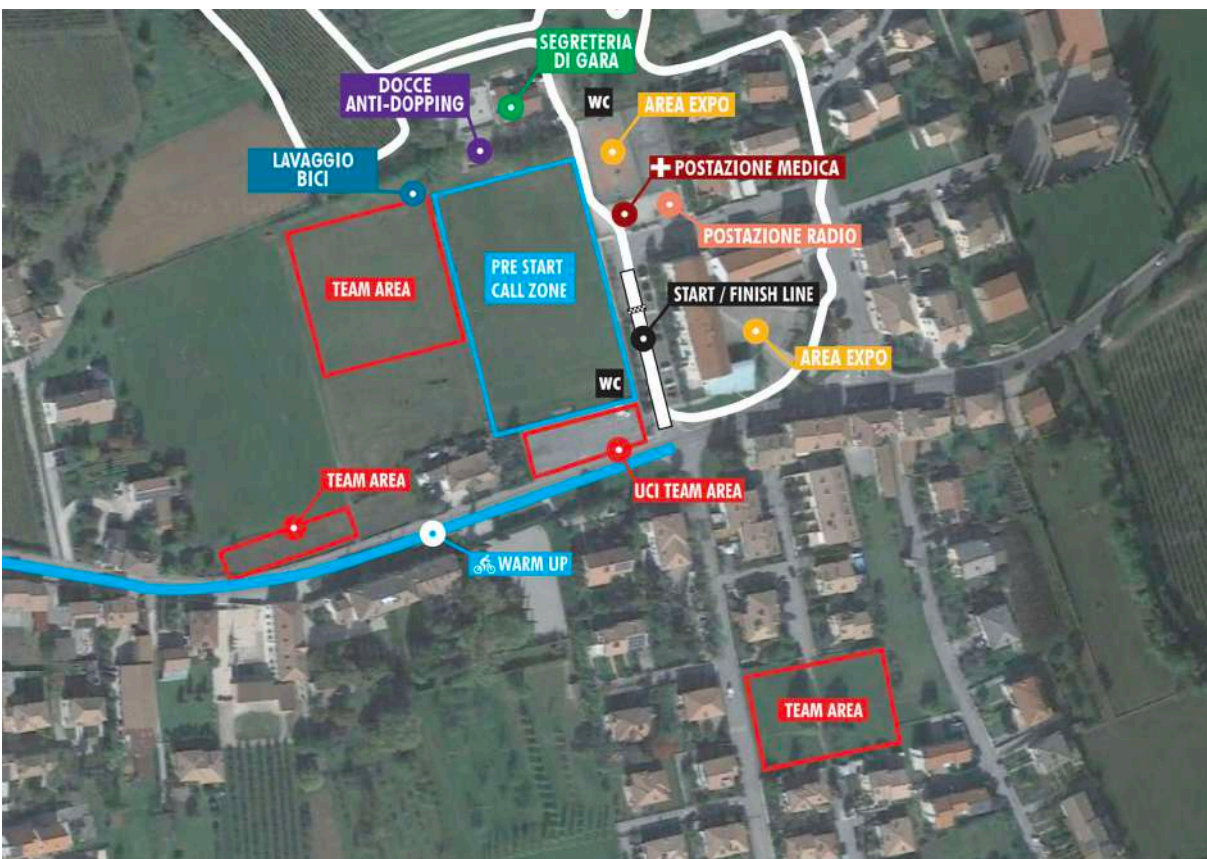 SEGRETERIA
DI GARA
DOCCE
ANTI-DOPPING
WC
AREA EXPO
LAVAGGIO
BICI
POSTAZIONE MEDICA
POSTAZIONE RADIO
PRE START
CALL ZONE
TEAM AREA
START / FINISH LINE
AREA EXPO
WC
TEAM AREA
UCI TEAM AREA
WARM UP
TEAM AREA